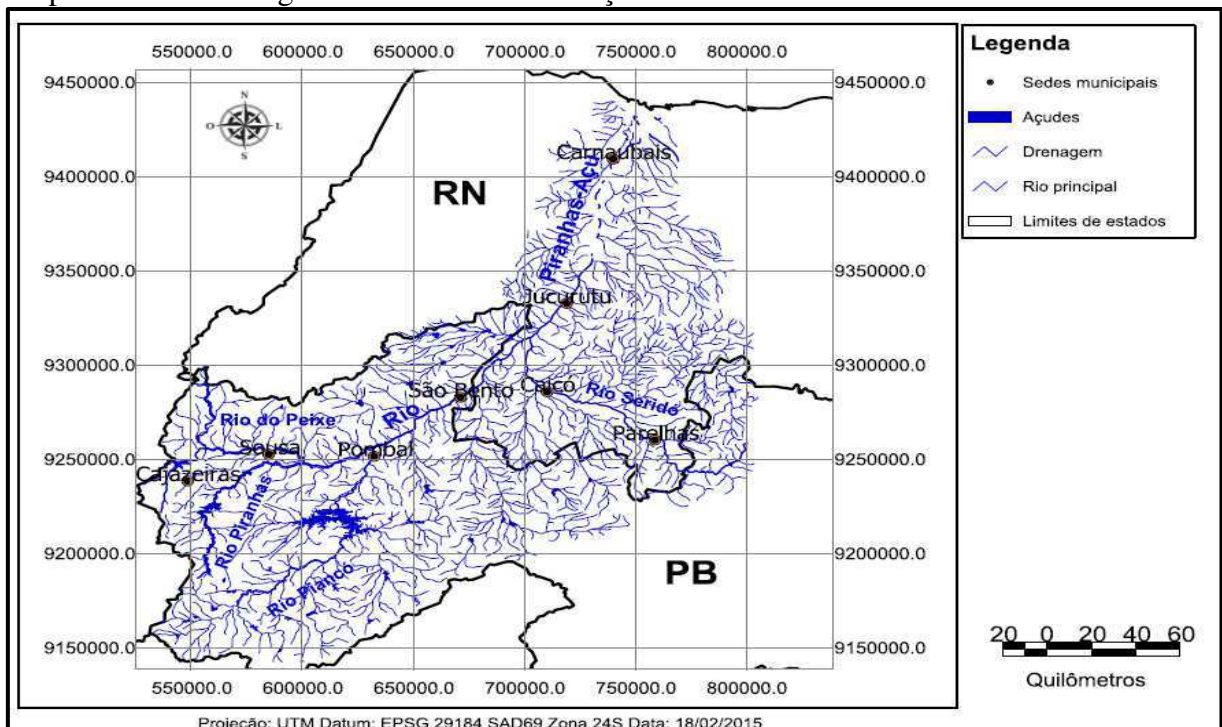 550000.0 600000.0 650000.0 700000.0 750000.0 800000.0
Legenda
Sedes municipais
Açudes
Drenagem
Rio principal
Limites de estados
9450000.0 9450000.0
N
O L
S
Carnaubais
9400000.0 9400000.0
RN
Piranhas-Açu
9350000.0 9350000.0
Jucurutu
9300000.0 9300000.0
São Bento Caicó
Rio Seridó
Rio do Peixe Rio
Parelhas
Sousa Pombal
9250000.0 9250000.0
Cajazeiras
Rio Piranhas
9200000.0 9200000.0
PB
Rio Piancó
9150000.0 9150000.0
20 0 20 40 60
Quilômetros
550000.0 600000.0 650000.0 700000.0 750000.0 800000.0
Projeção: UTM Datum: EPSG 29184 SAD69 Zona 24S Data: 18/02/2015